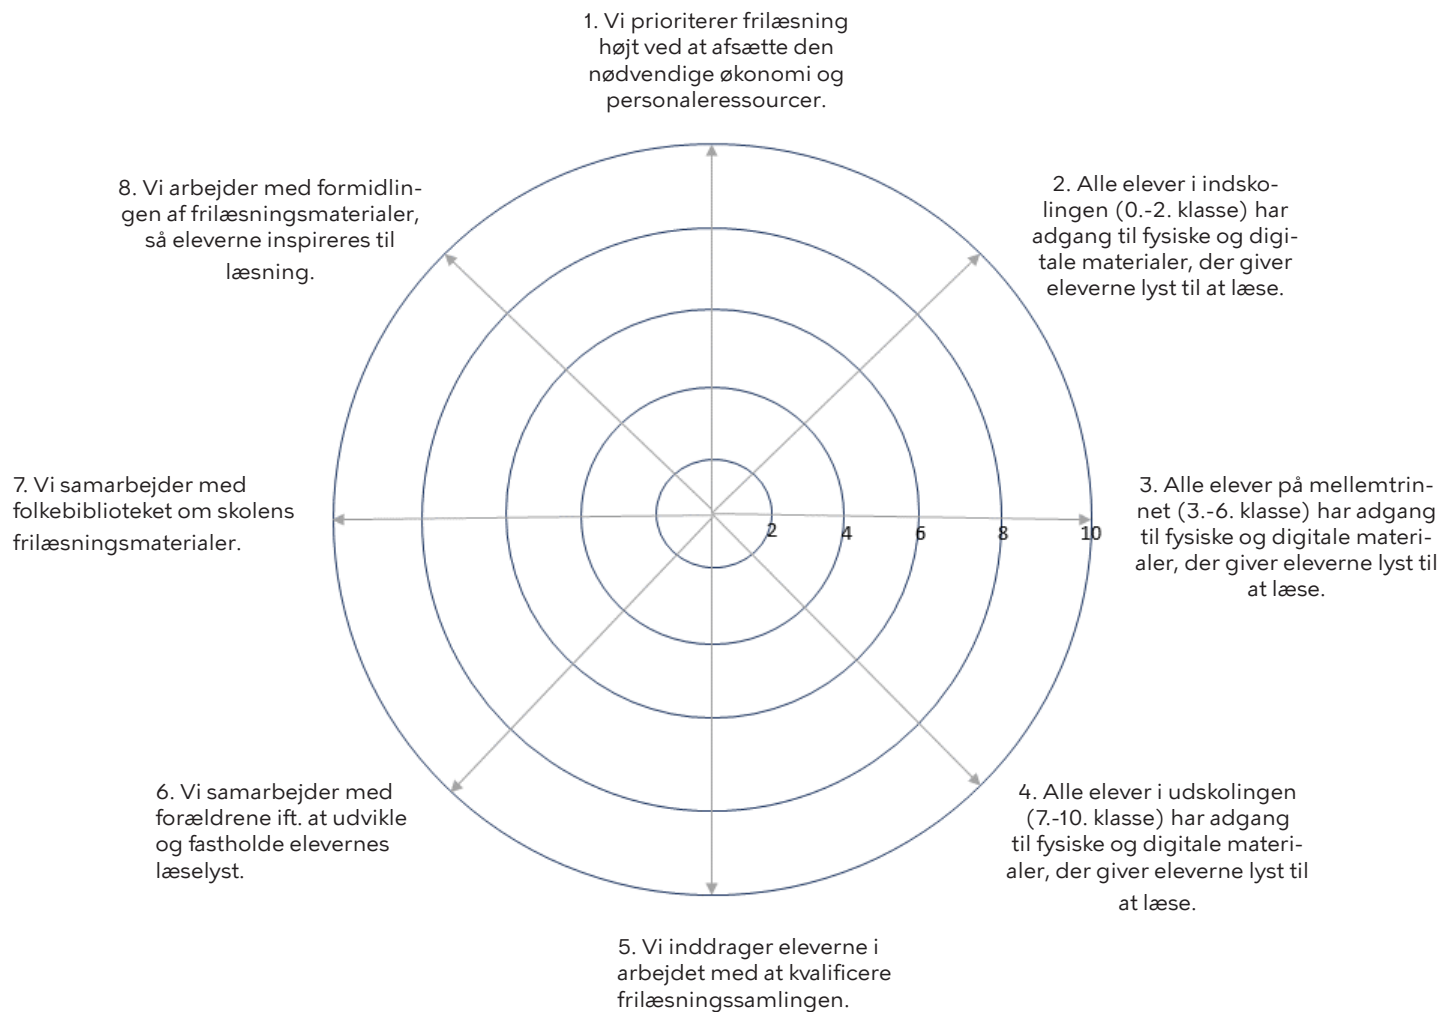 1. Vi prioriterer frilæsning
højt ved at afsætte den
nødvendige økonomi og
personaleressourcer.
2. Alle elever i indsko-
lingen (0.-2. klasse) har
adgang til fysiske og digi-
tale materialer, der giver
eleverne lyst til at læse.
3. Alle elever på mellemtrin-
net (3.-6. klasse) har adgang
til fysiske og digitale materi-
aler, der giver eleverne lyst til
at læse.
4. Alle elever i udskolingen
(7.-10. klasse) har adgang
til fysiske og digitale materi-
aler, der giver eleverne lyst til
at læse.
5. Vi inddrager eleverne i
arbejdet med at kvalificere
frilæsningssamlingen.
6. Vi samarbejder med
forældrene ift. at udvikle
og fastholde elevernes
læselyst.
7. Vi samarbejder med
folkebiblioteket om skolens
frilæsningsmaterialer.
8. Vi arbejder med formidlin-
gen af frilæsningsmaterialer,
så eleverne inspireres til
læsning.
2 4 6 8 10